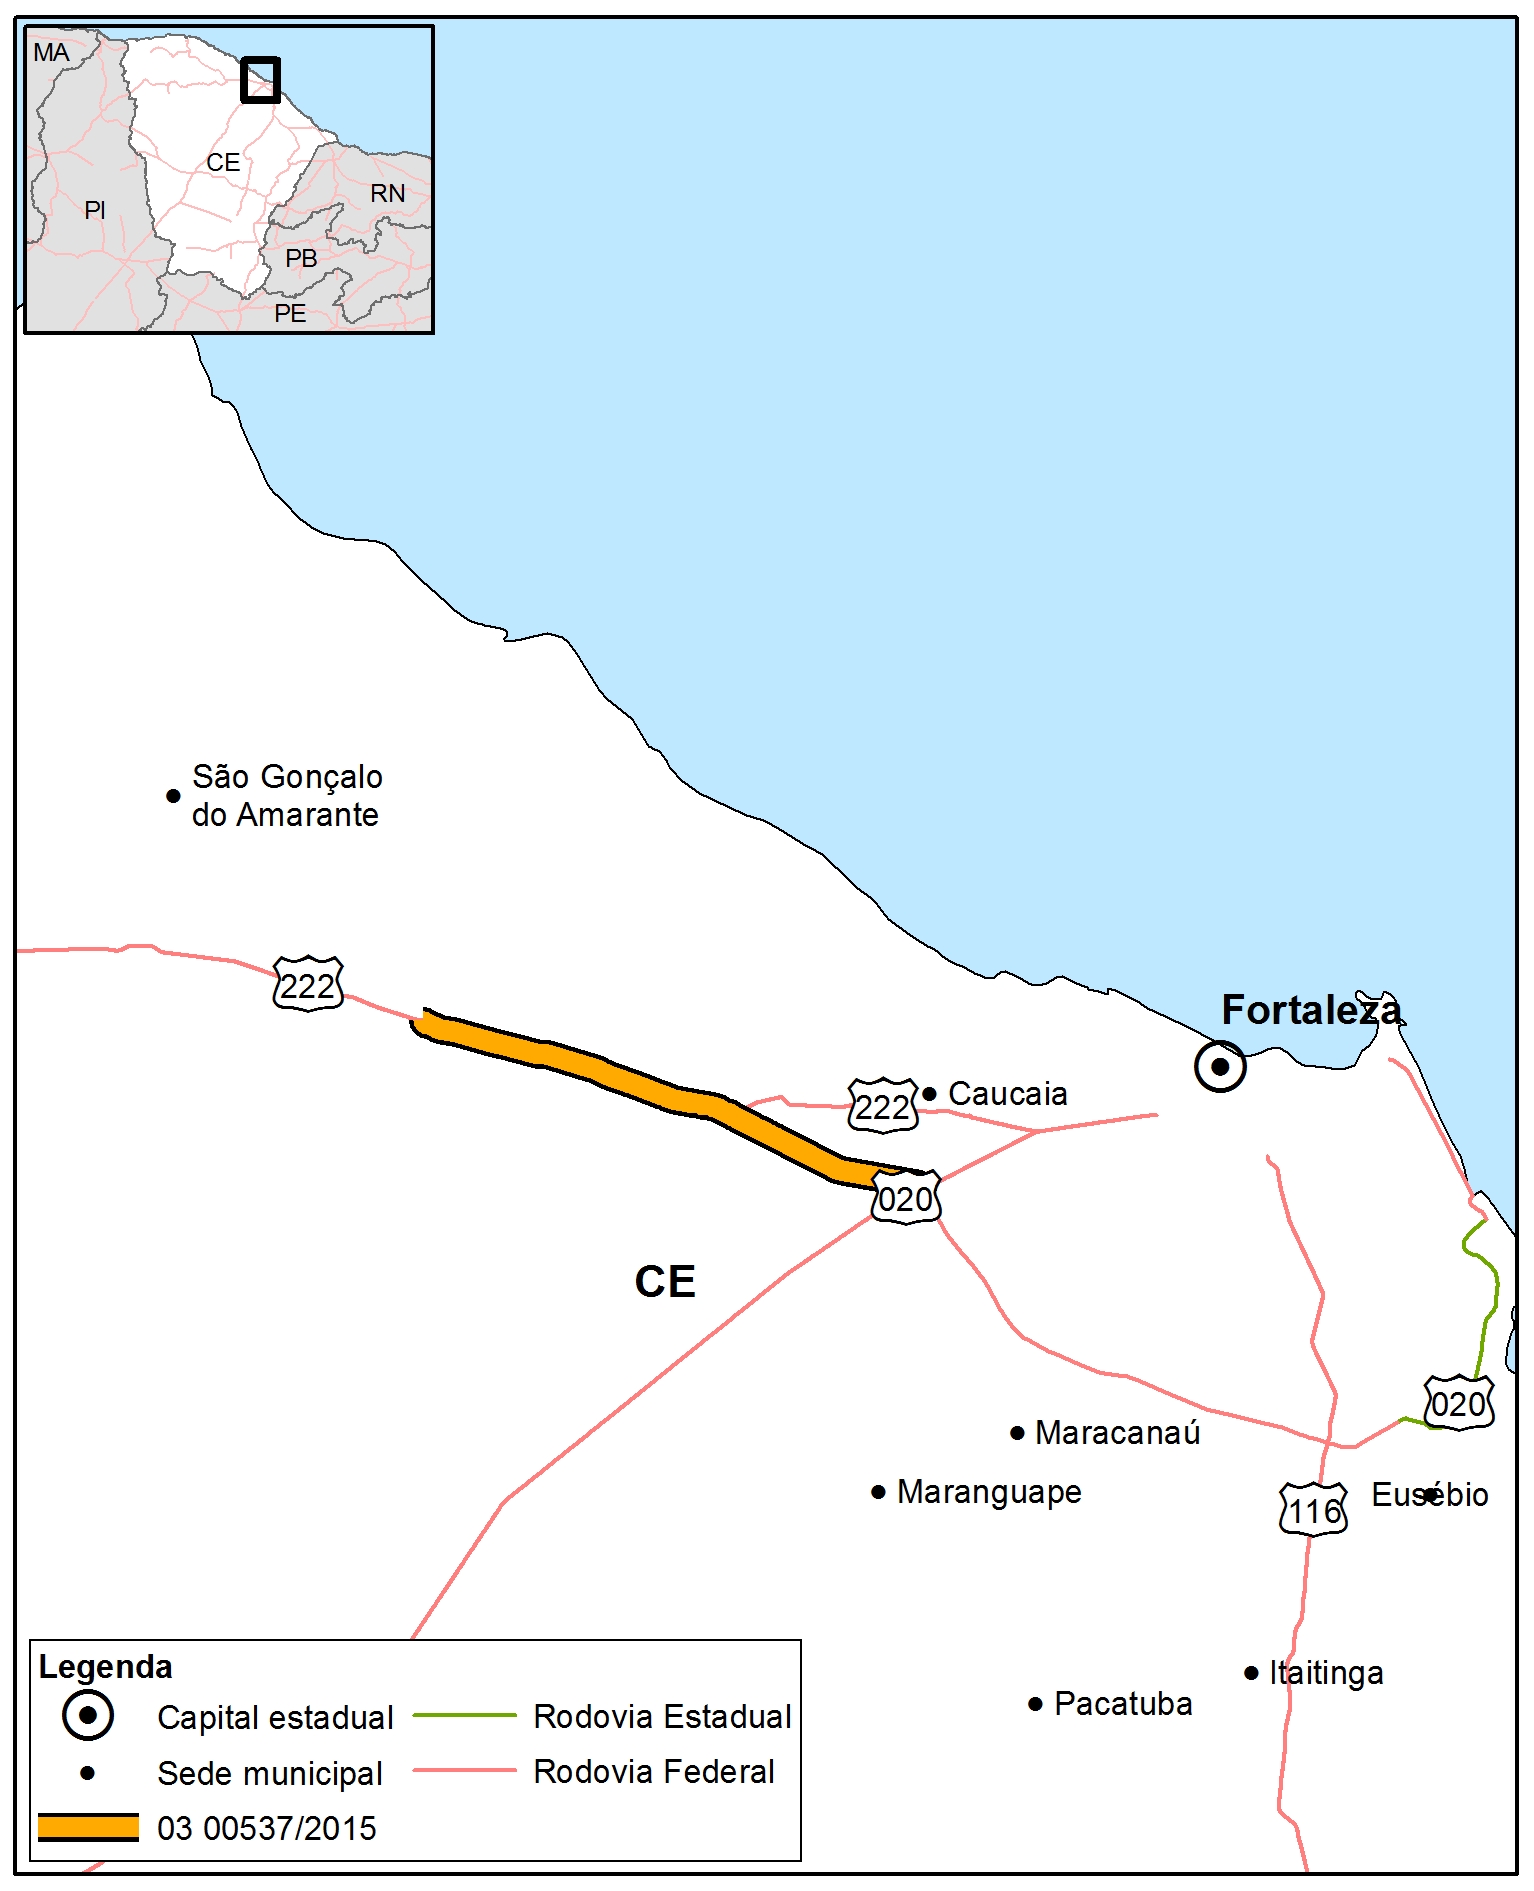 MA
CE
RN
PI
PB
PE
São Gonçalo
do Amarante
222
Fortaleza
222
Caucaia
020
CE
020
Maracanaú
Maranguape
116
Eusébio
Itaitinga
Pacatuba
Legenda
Capital estadual
Rodovia Estadual
Sede municipal
Rodovia Federal
03 00537/2015